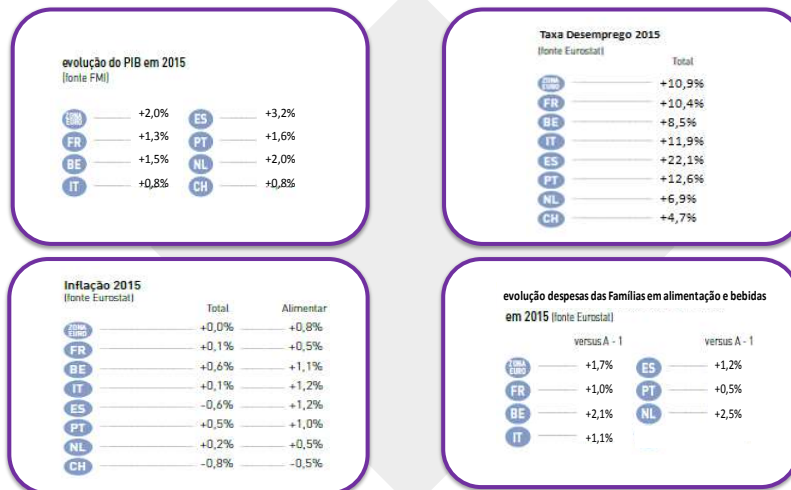 evolução do PIB em 2015
(fonte FMI)
ZONA EURO +2,0% ES +3,2%
FR +1,3% PT +1,6%
BE +1,5% NL +2,0%
IT +0,8% CH +0,8%
Taxa Desemprego 2015
(fonte Eurostat)
Total
ZONA EURO +10,9%
FR +10,4%
BE +8,5%
IT +11,9%
ES +22,1%
PT +12,6%
NL +6,9%
CH +4,7%
Inflação 2015
(fonte Eurostat)
Total Alimentar
ZONA EURO +0,0% +0,8%
FR +0,1% +0,5%
BE +0,6% +1,1%
IT +0,1% +1,2%
ES -0,6% +1,2%
PT +0,5% +1,0%
NL +0,2% +0,5%
CH -0,8% -0,5%
evolução despesas das Famílias em alimentação e bebidas
em 2015 (fonte Eurostat)
versus A - 1 versus A - 1
ZONA EURO +1,7% ES +1,2%
FR +1,0% PT +0,5%
BE +2,1% NL +2,5%
IT +1,1%